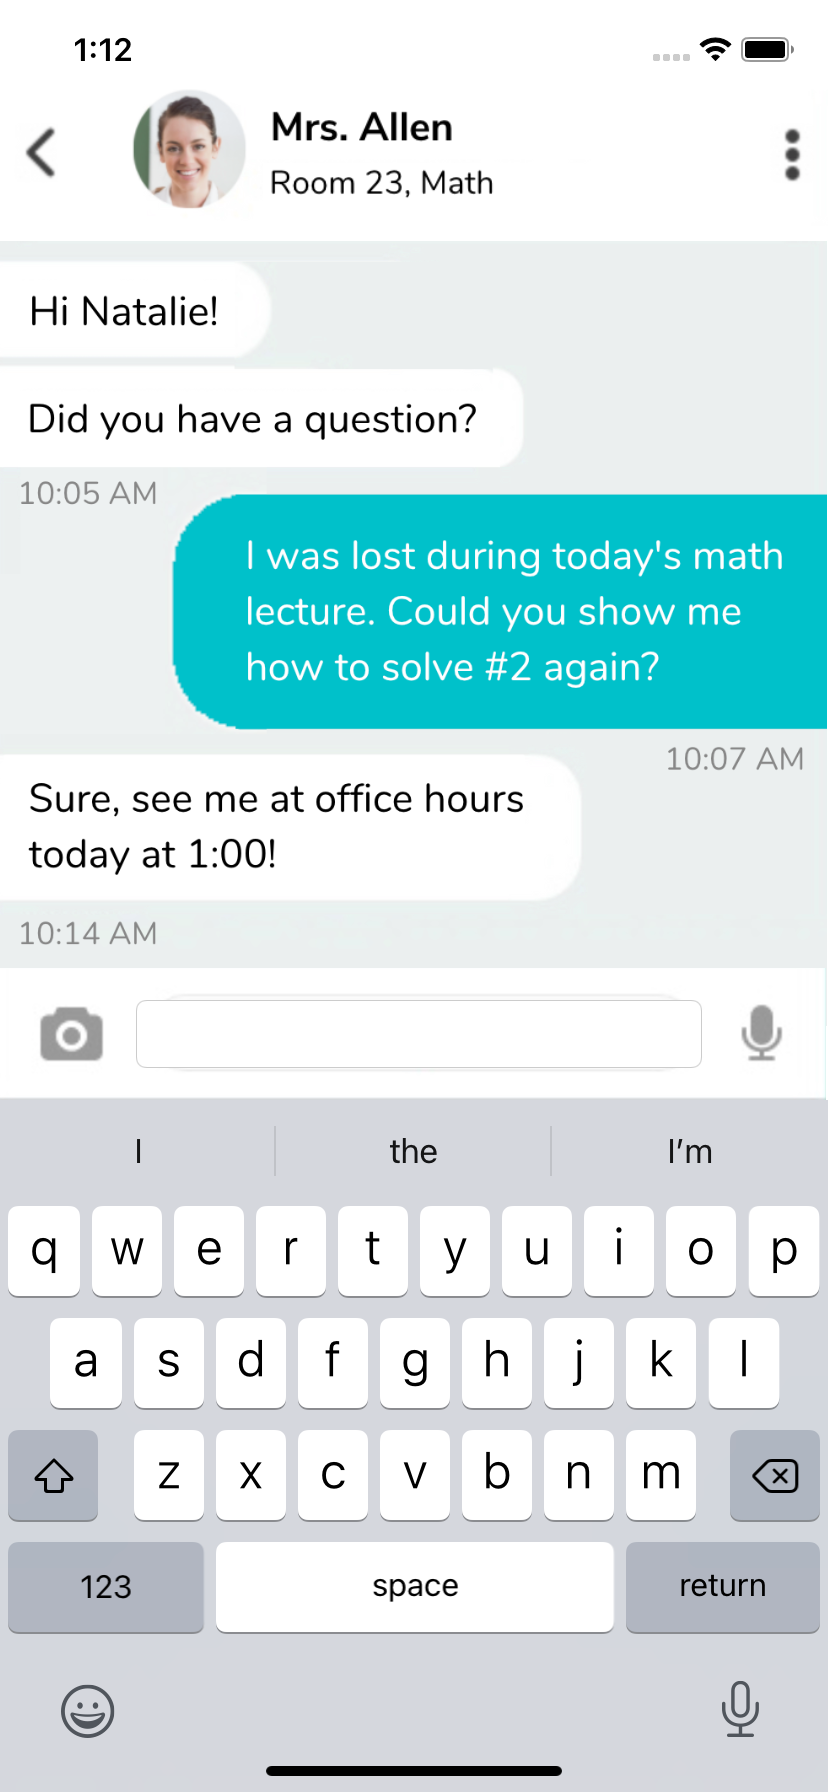 1:12
Mrs. Allen
Room 23, Math
Hi Natalie!
Did you have a question?
10:05 AM
I was lost during today's math
lecture. Could you show me
how to solve #2 again?
10:07 AM
Sure, see me at office hours
today at 1:00!
10:14 AM
I the I’m
q w e r t y u i o p
a s d f g h j k l
z x c v b n m
123 space return